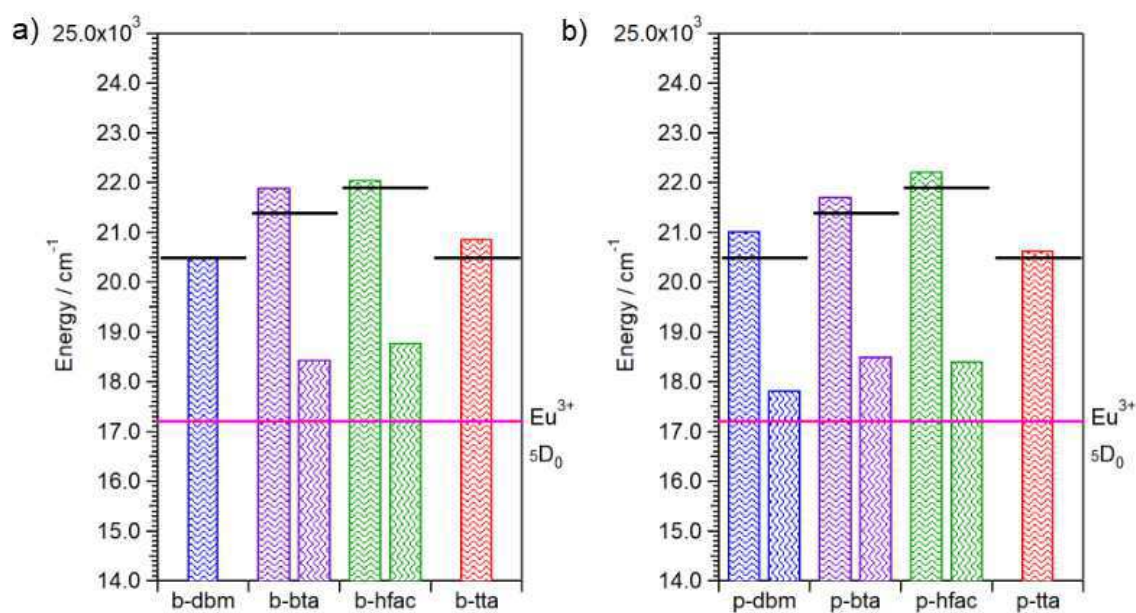 a)
25.0x10³
24.0
23.0
22.0
21.0
20.0
19.0
18.0
17.0
16.0
15.0
14.0
Energy / cm⁻¹
Eu³⁺
⁵D₀
b-dbm b-bta b-hfac b-tta
b)
25.0x10³
24.0
23.0
22.0
21.0
20.0
19.0
18.0
17.0
16.0
15.0
14.0
Energy / cm⁻¹
Eu³⁺
⁵D₀
p-dbm p-bta p-hfac p-tta